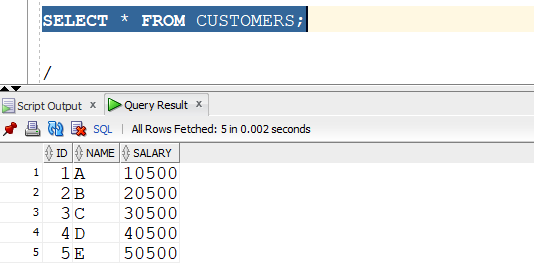 SELECT * FROM CUSTOMERS;
/
Script Output x Query Result x
SQL | All Rows Fetched: 5 in 0.002 seconds
ID NAME SALARY
1 1 A 10500
2 2 B 20500
3 3 C 30500
4 4 D 40500
5 5 E 50500